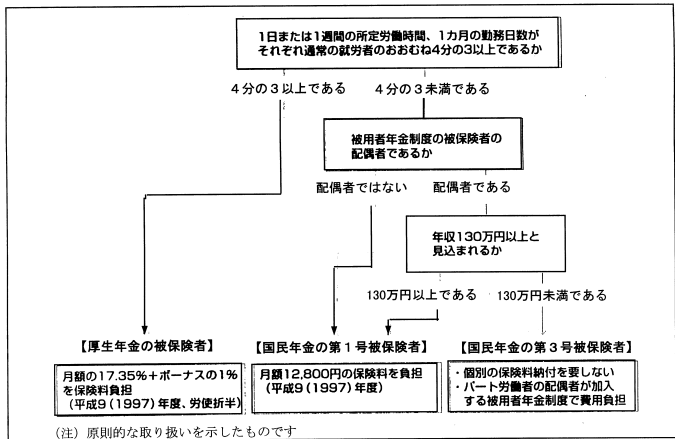 1日または1週間の所定労働時間、1カ月の勤務日数が
それぞれ通常の就労者のおおむね4分の3以上であるか
4分の3以上である
4分の3未満である
被用者年金制度の被保険者の
配偶者であるか
配偶者ではない
配偶者である
年収130万円以上と
見込まれるか
130万円以上である
130万円未満である
【厚生年金の被保険者】
【国民年金の第1号被保険者】
【国民年金の第3号被保険者】
月額の17.35%+ボーナスの1%
を保険料負担
(平成9(1997)年度、労使折半)
月額12,800円の保険料を負担
(平成9(1997)年度)
・個別の保険料納付を要しない
・パート労働者の配偶者が加入
する被用者年金制度で費用負担
(注)原則的な取り扱いを示したものです